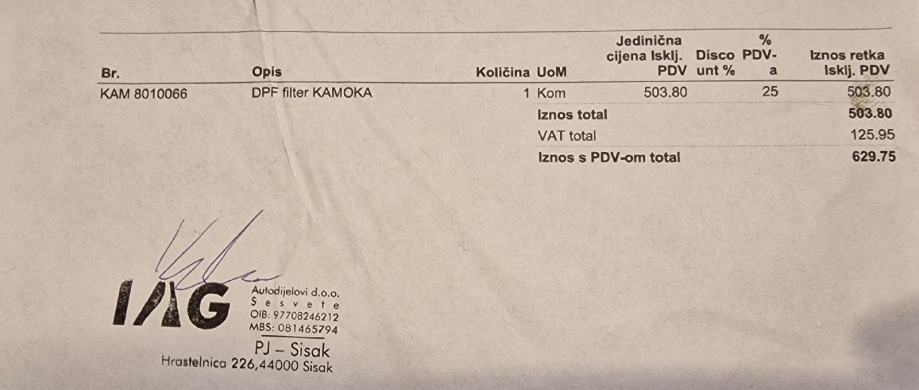 Jedinična % 
cijena Isklj. Disco PDV- Iznos retka
Br. Opis Količina UoM PDV unt % a Isklj. PDV
KAM 8010066 DPF filter KAMOKA 1 Kom 503.80 25 503.80
Iznos total 503.80
VAT total 125.95
Iznos s PDV-om total 629.75
IAG
Autodijelovi d.o.o.
Sesvete
OIB: 97708246212
MBS: 081465794
PJ – Sisak
Hrastelnica 226,44000 Sisak